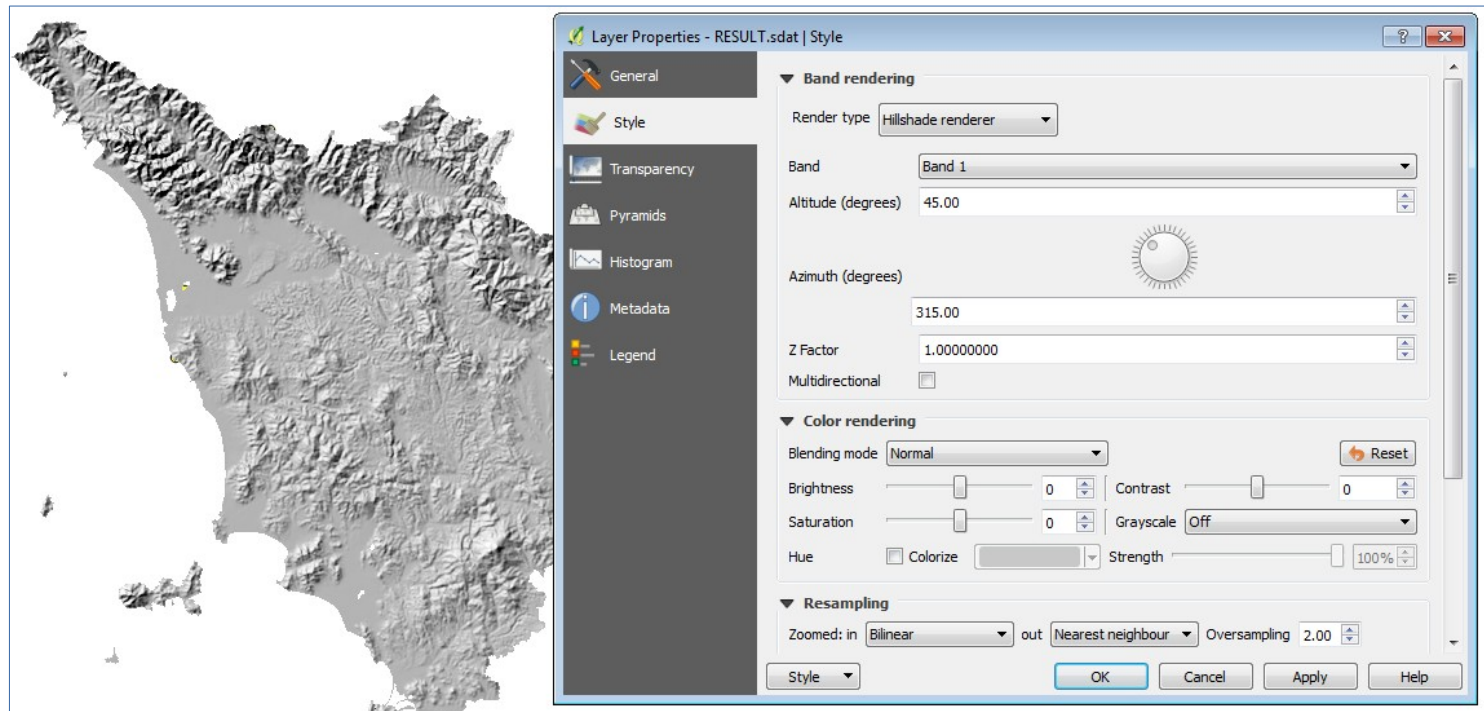 Layer Properties - RESULT.sdat | Style
General
Style
Transparency
Pyramids
Histogram
Metadata
Legend
Band rendering
Render type Hillshade renderer
Band Band 1
Altitude (degrees) 45.00
Azimuth (degrees)
315.00
Z Factor 1.00000000
Multidirectional
Color rendering
Blending mode Normal Reset
Brightness 0 Contrast 0
Saturation 0 Grayscale Off
Hue Colorize Strength 100%
Resampling
Zoomed: in Bilinear out Nearest neighbour Oversampling 2.00
Style OK Cancel Apply Help